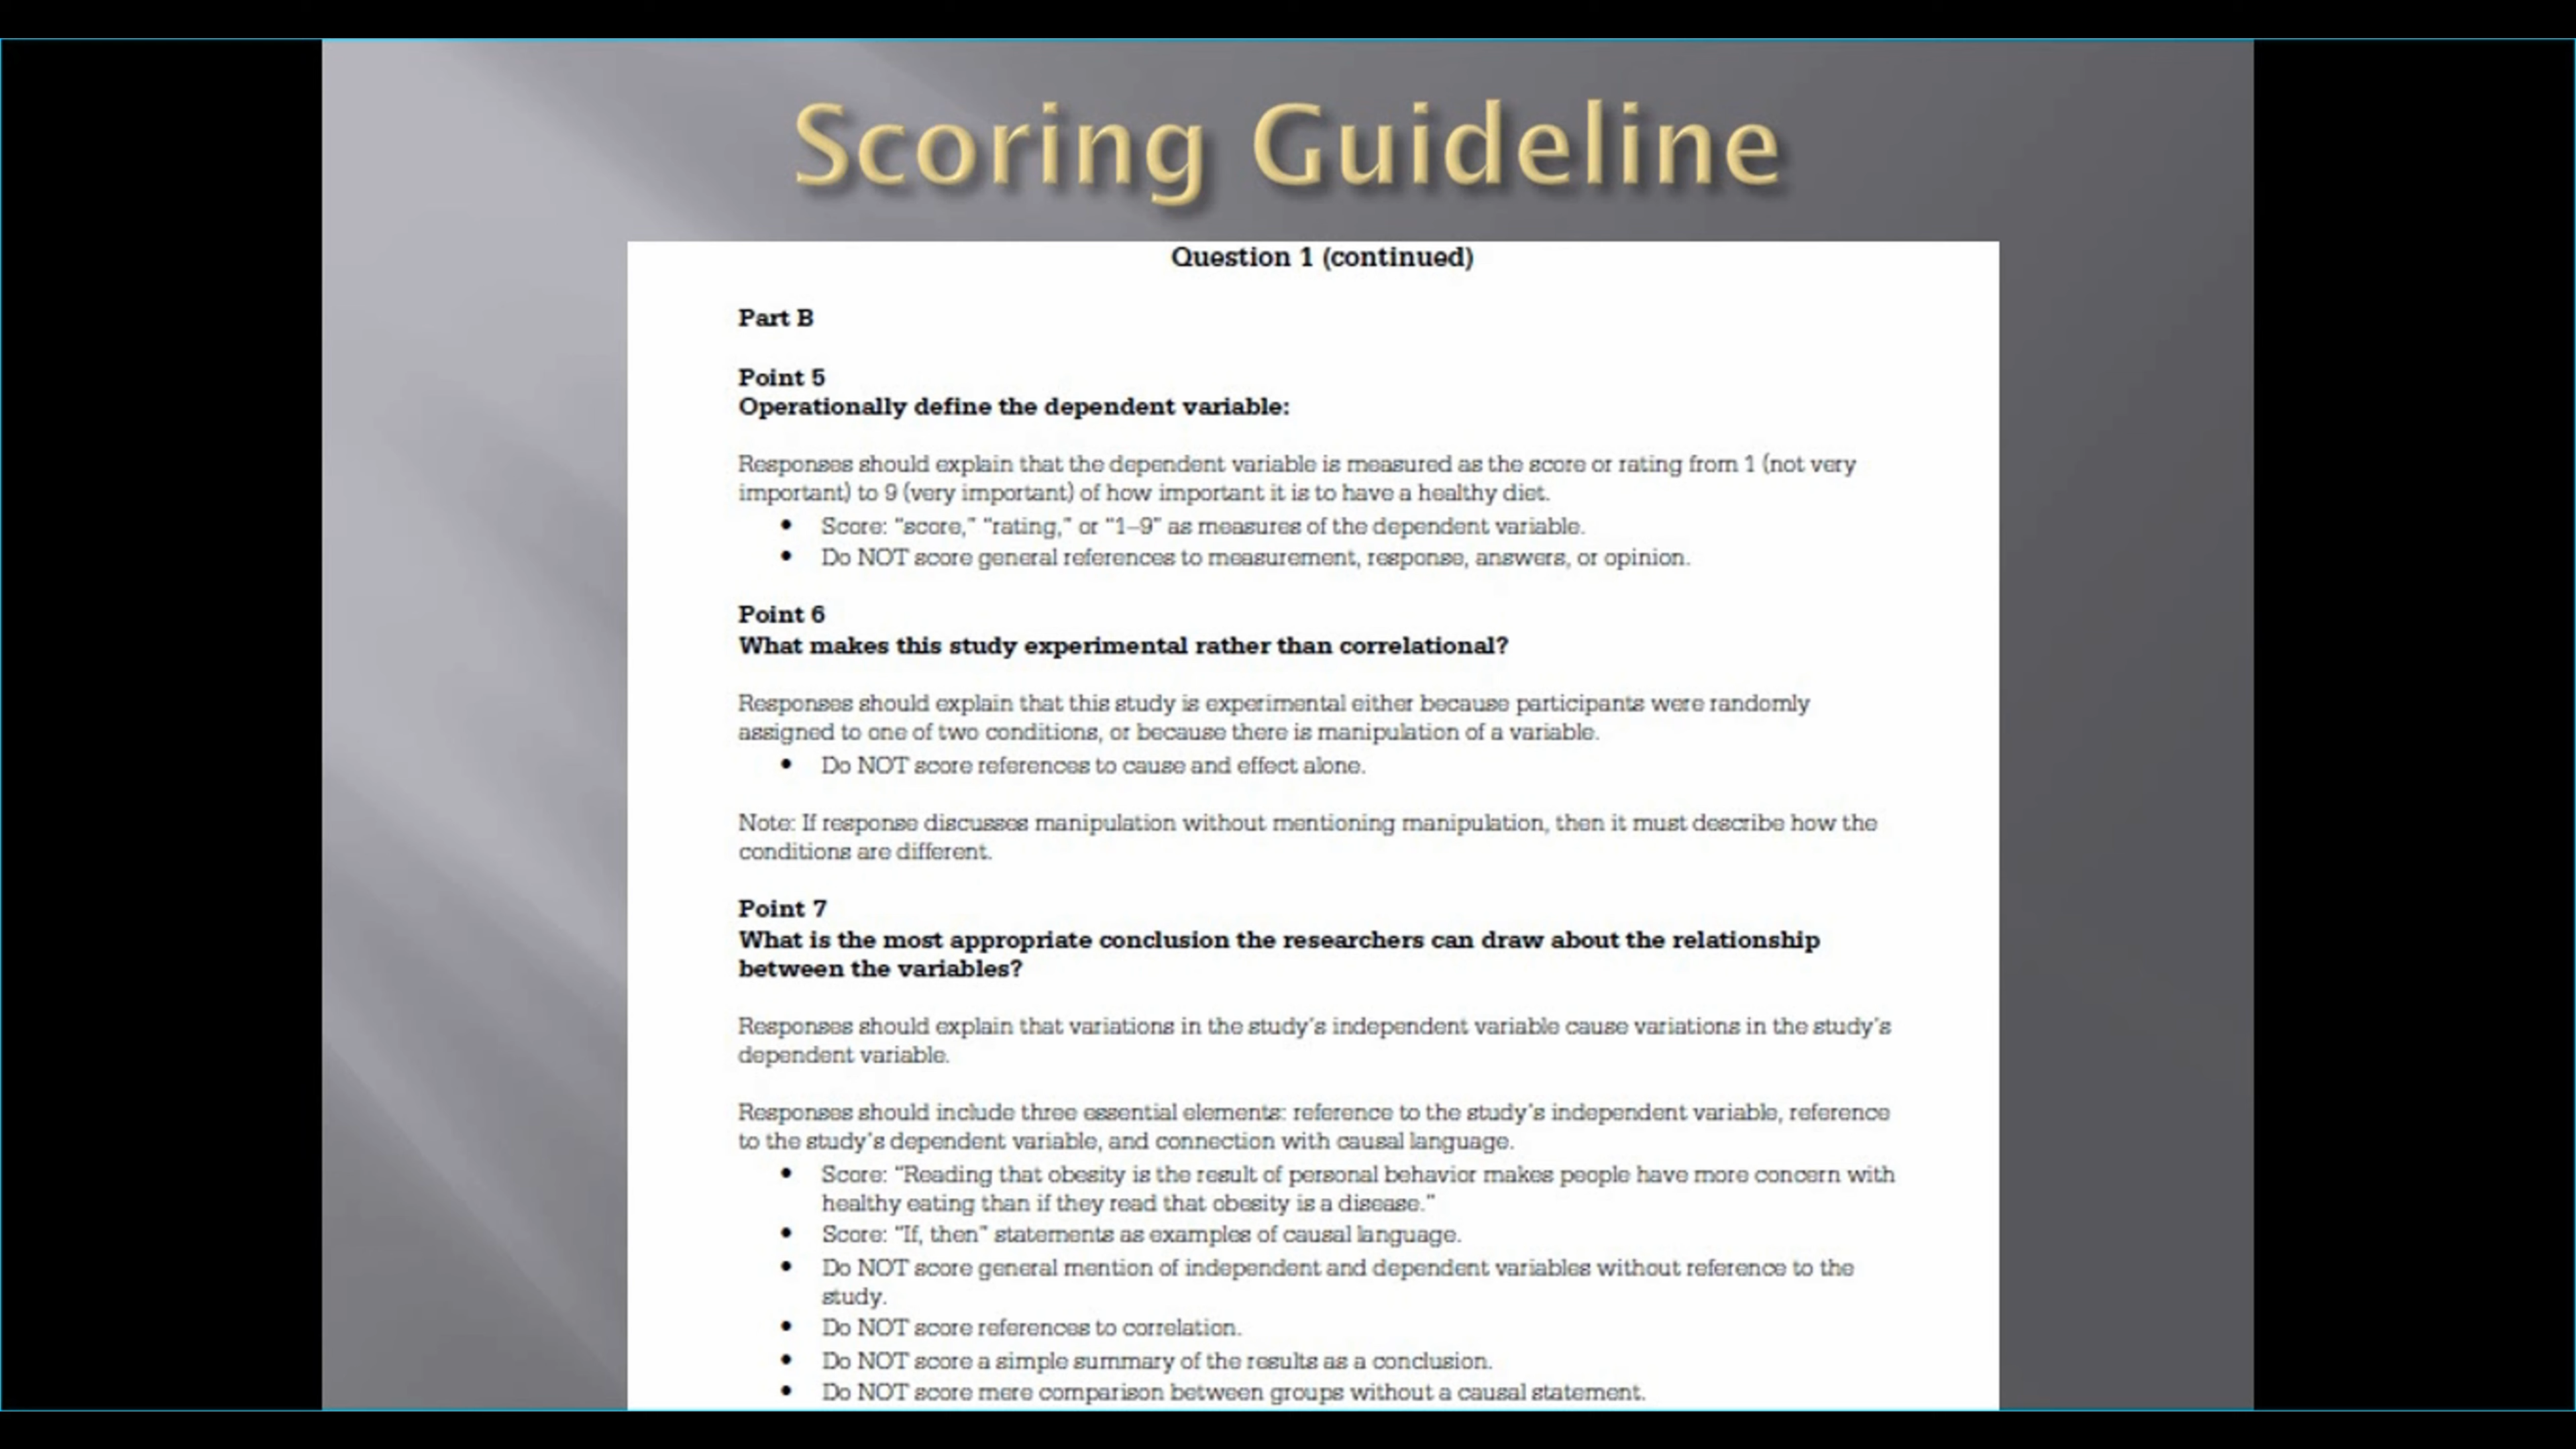 Scoring Guideline
Question 1 (continued)
Part B
Point 5
Operationally define the dependent variable:
Responses should explain that the dependent variable is measured as the score or rating from 1 (not very
important) to 9 (very important) of how important it is to have a healthy diet.
• Score: “score,” “rating,” or “1–9” as measures of the dependent variable.
• Do NOT score general references to measurement, response, answers, or opinion.
Point 6
What makes this study experimental rather than correlational?
Responses should explain that this study is experimental either because participants were randomly
assigned to one of two conditions, or because there is manipulation of a variable.
• Do NOT score references to cause and effect alone.
Note: If response discusses manipulation without mentioning manipulation, then it must describe how the
conditions are different.
Point 7
What is the most appropriate conclusion the researchers can draw about the relationship
between the variables?
Responses should explain that variations in the study’s independent variable cause variations in the study’s
dependent variable.
Responses should include three essential elements: reference to the study’s independent variable, reference
to the study’s dependent variable, and connection with causal language.
• Score: “Reading that obesity is the result of personal behavior makes people have more concern with
healthy eating than if they read that obesity is a disease.”
• Score: “If, then” statements as examples of causal language.
• Do NOT score general mention of independent and dependent variables without reference to the
study.
• Do NOT score references to correlation.
• Do NOT score a simple summary of the results as a conclusion.
• Do NOT score mere comparison between groups without a causal statement.